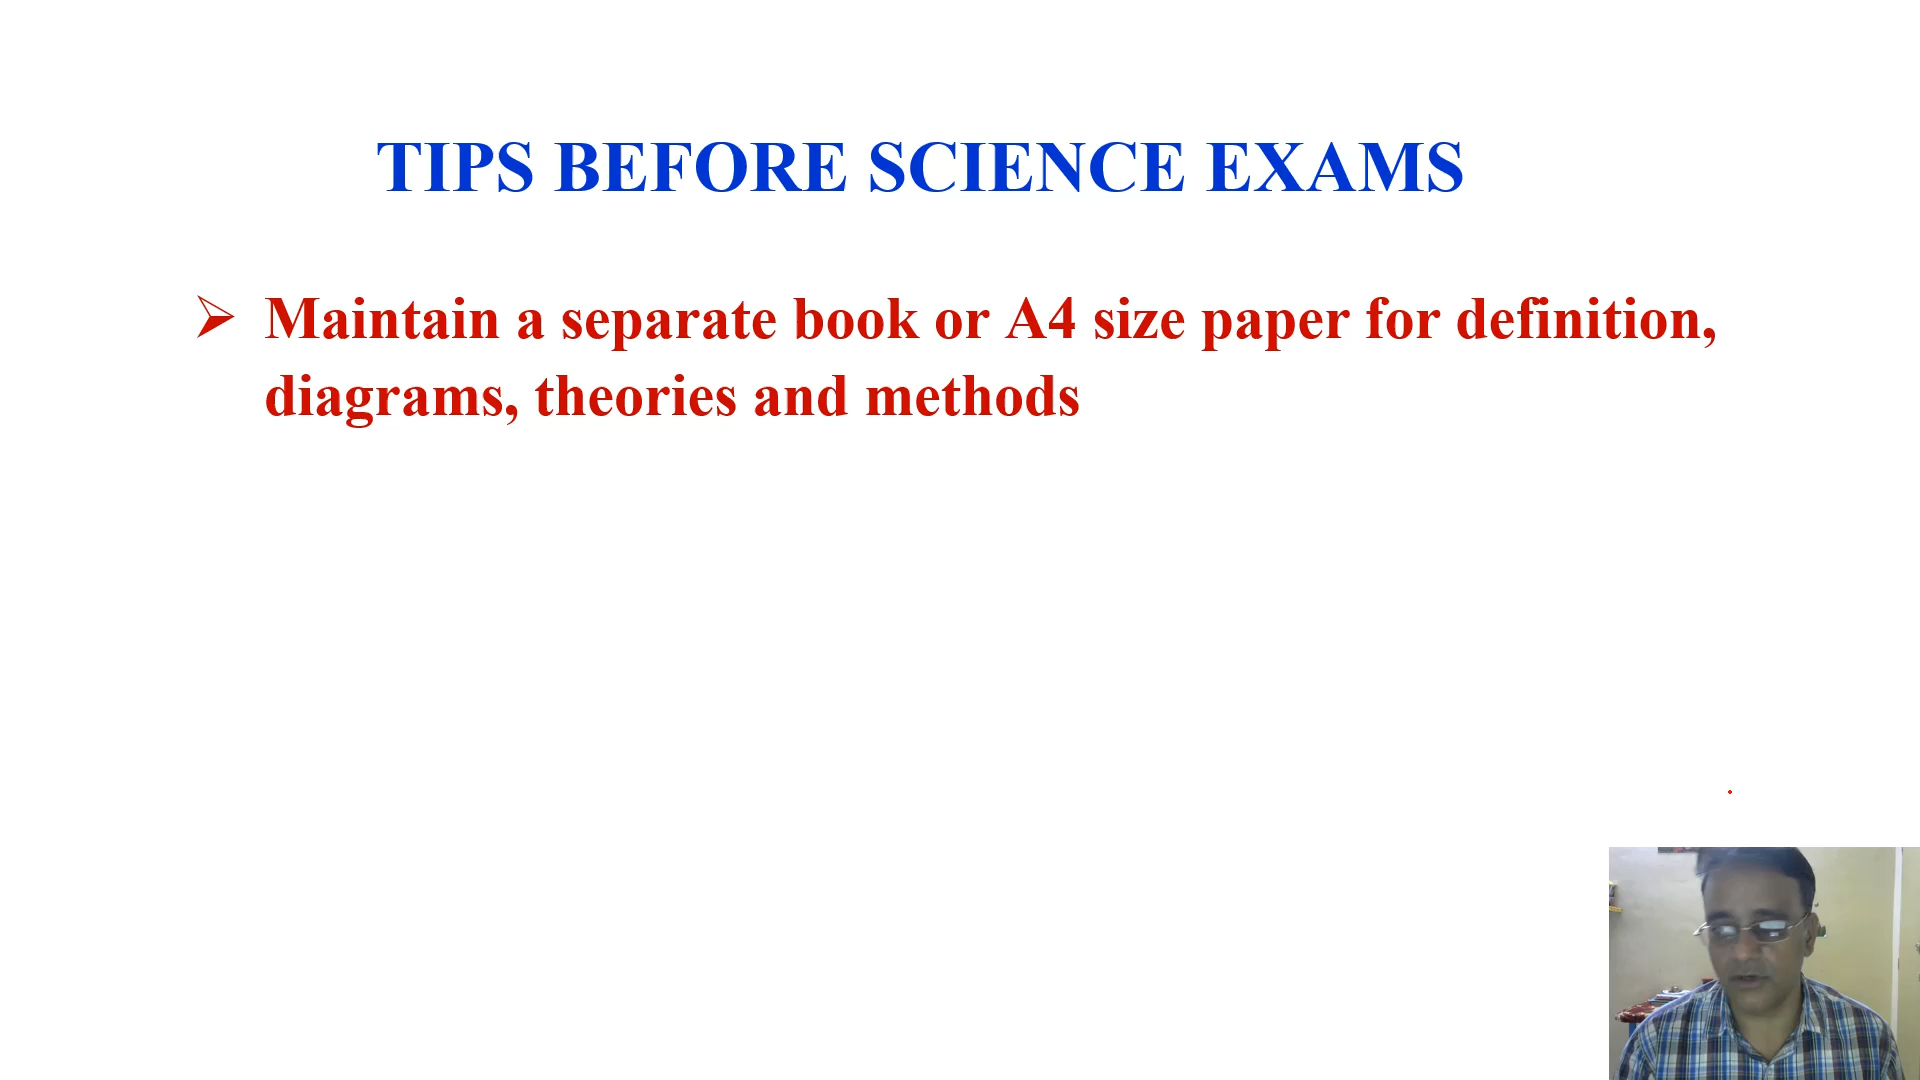 TIPS BEFORE SCIENCE EXAMS
➢ Maintain a separate book or A4 size paper for definition,
diagrams, theories and methods